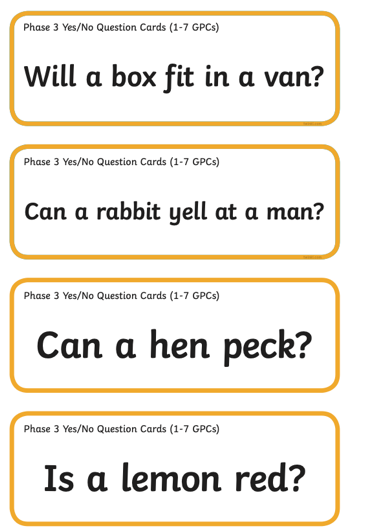 Phase 3 Yes/No Question Cards (1-7 GPCs)
Will a box fit in a van?
Phase 3 Yes/No Question Cards (1-7 GPCs)
Can a rabbit yell at a man?
Phase 3 Yes/No Question Cards (1-7 GPCs)
Can a hen peck?
Phase 3 Yes/No Question Cards (1-7 GPCs)
Is a lemon red?